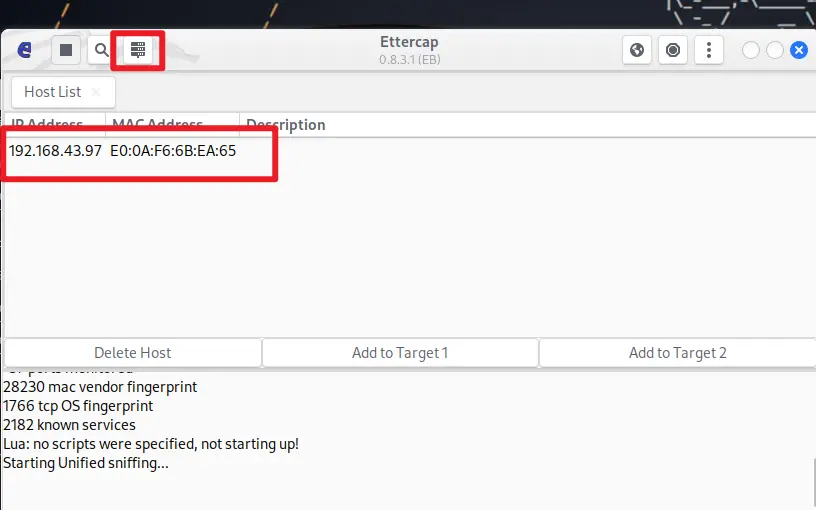 Ettercap
0.8.3.1 (EB)
Host List
IP Address MAC Address Description
192.168.43.97 E0:0A:F6:6B:EA:65
Delete Host Add to Target 1 Add to Target 2
ports monitored
28230 mac vendor fingerprint
1766 tcp OS fingerprint
2182 known services
Lua: no scripts were specified, not starting up!
Starting Unified sniffing...